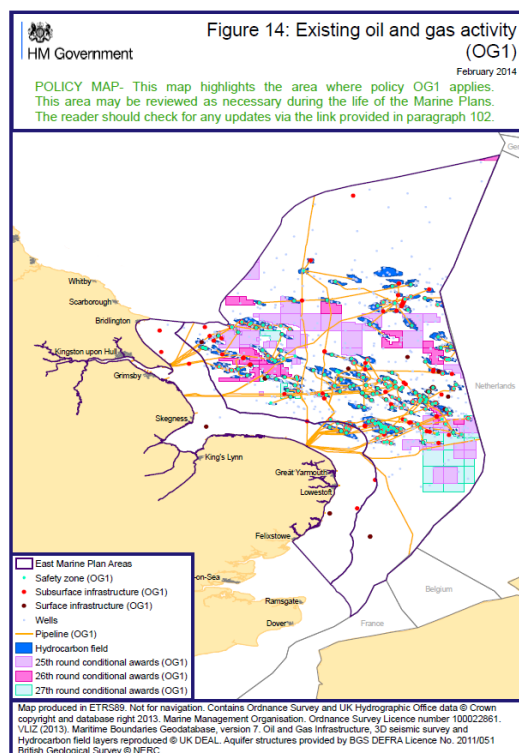 HM Government
Figure 14: Existing oil and gas activity
(OG1)
February 2014
POLICY MAP- This map highlights the area where policy OG1 applies.
This area may be reviewed as necessary during the life of the Marine Plans.
The reader should check for any updates via the link provided in paragraph 102.
Whitby
Scarborough
Bridlington
Kingston upon Hull
Grimsby
Netherlands
Skegness
King's Lynn
Great Yarmouth
Lowestoft
Felixstowe
-on-Sea
Ramsgate
Dover
Belgium
France
East Marine Plan Areas
Safety zone (OG1)
Subsurface infrastructure (OG1)
Surface infrastructure (OG1)
Wells
Pipeline (OG1)
Hydrocarbon field
25th round conditional awards (OG1)
26th round conditional awards (OG1)
27th round conditional awards (OG1)
Map produced in ETRS89. Not for navigation. Contains Ordnance Survey and UK Hydrographic Office data © Crown
copyright and database right 2013. Marine Management Organisation. Ordnance Survey Licence number 100022861.
VLIZ (2013). Maritime Boundaries Geodatabase, version 7. Oil and Gas Infrastructure, 3D seismic survey and
Hydrocarbon field layers reproduced © UK DEAL. Aquifer structures provided by BGS DEFRA Licence No. 2011/051
British Geological Survey © NERC